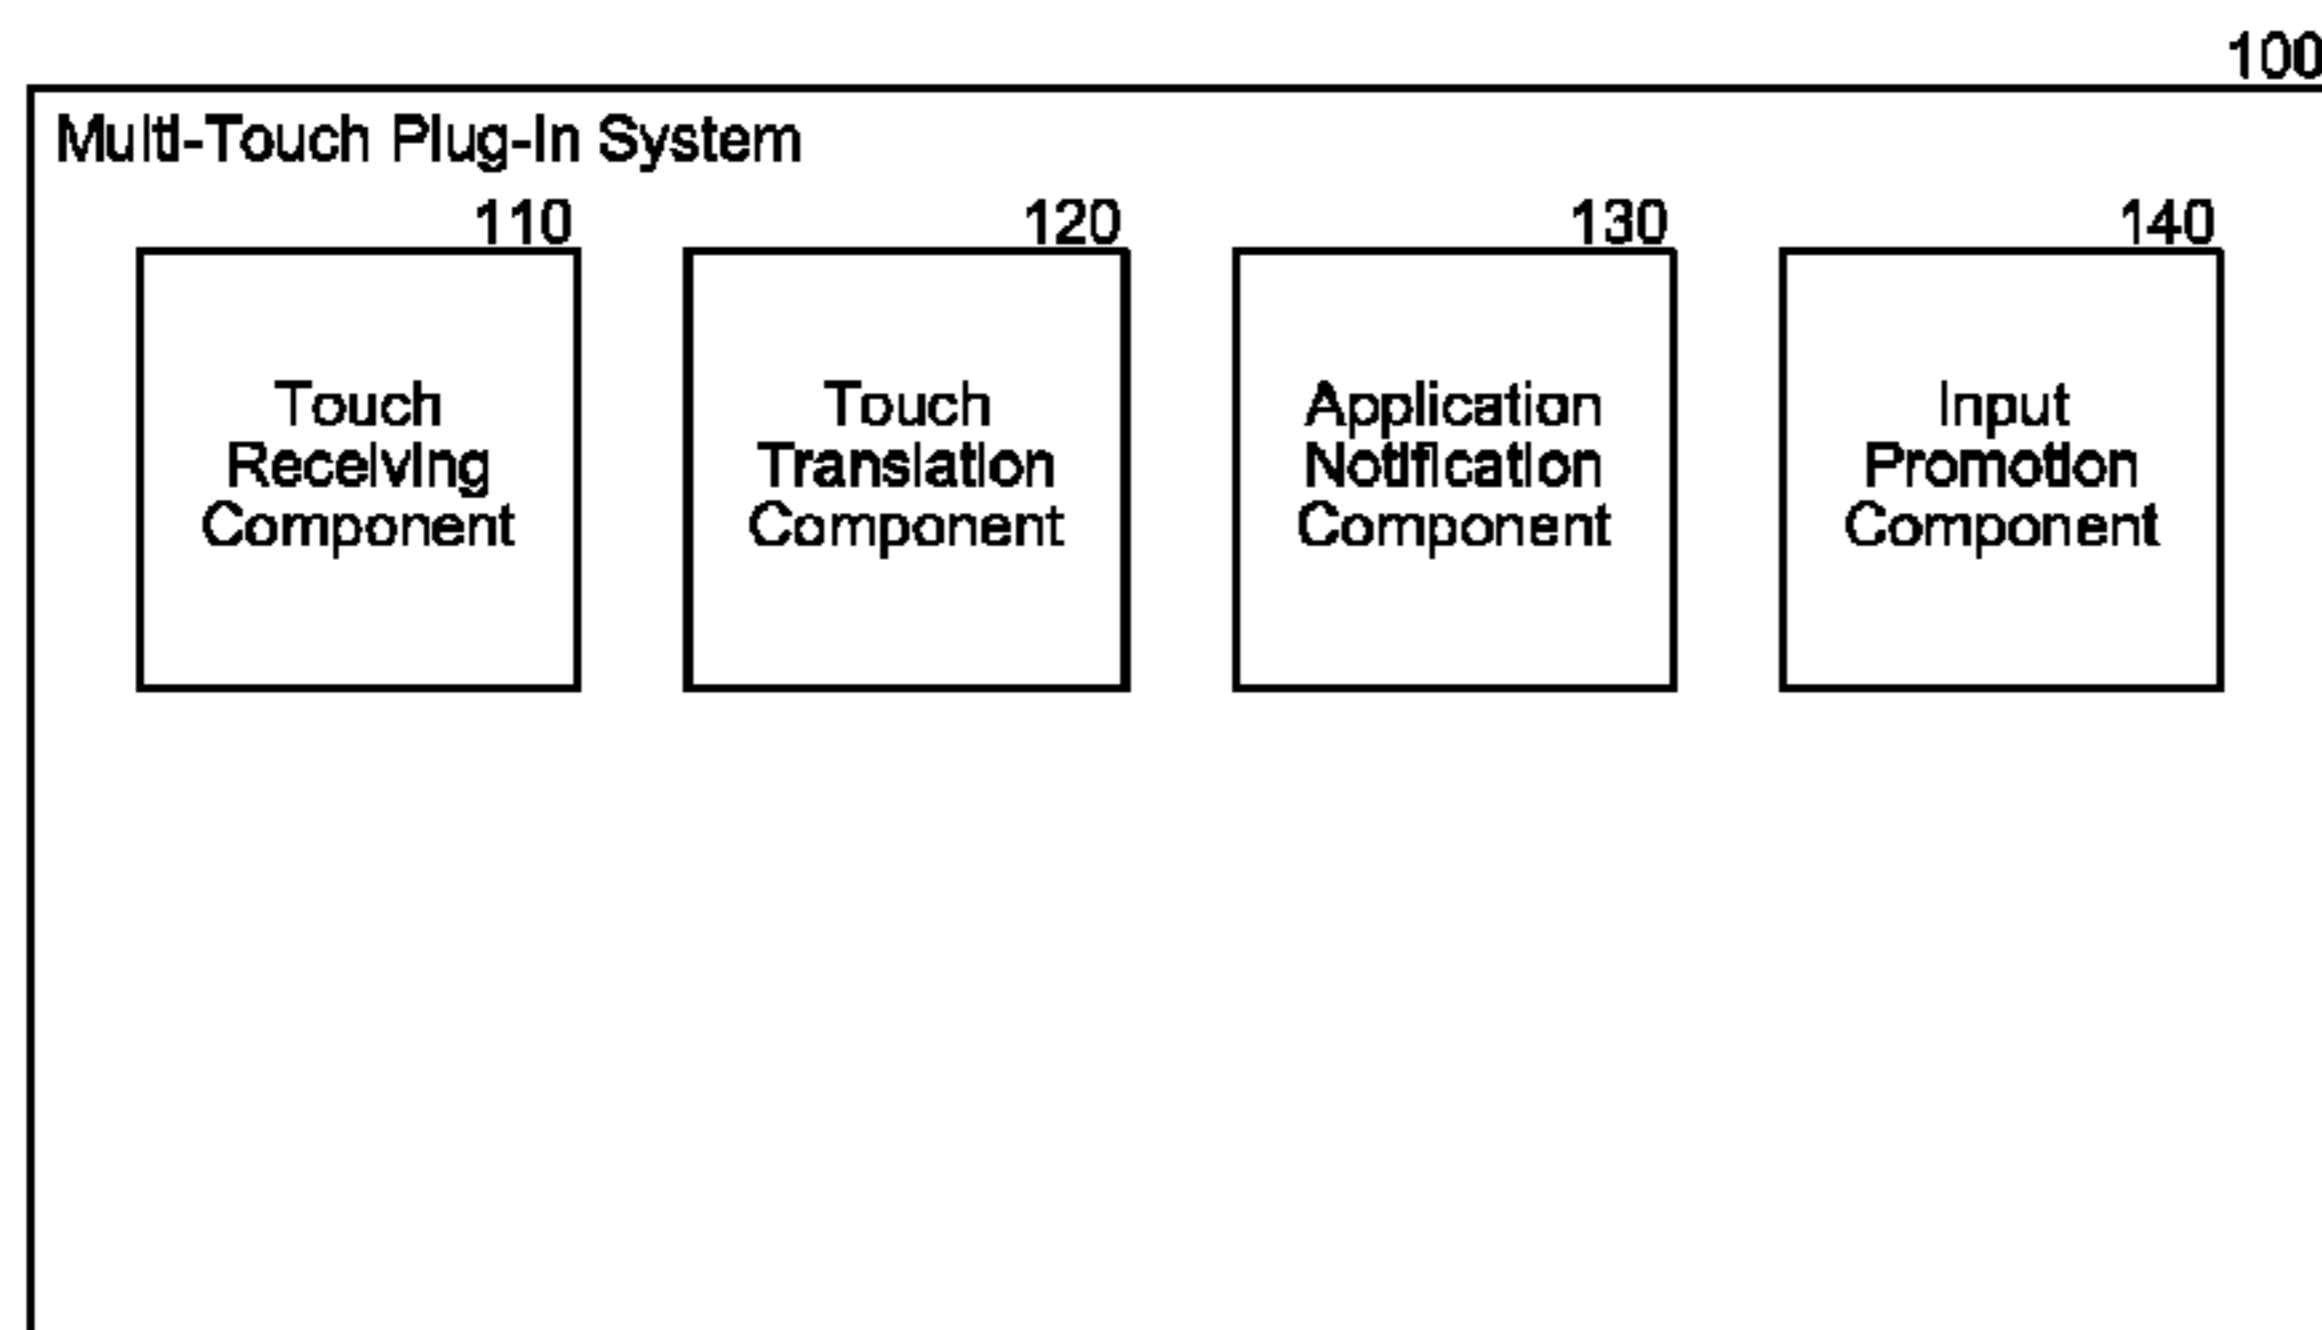 100
Multi-Touch Plug-In System
110
120
130
140
Touch
Receiving
Component
Touch
Translation
Component
Application
Notification
Component
Input
Promotion
Component